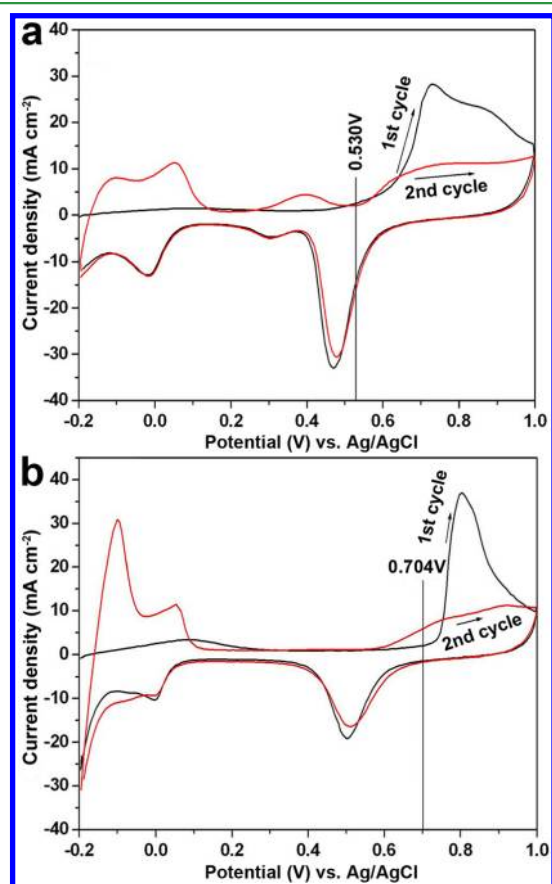 a
40
30
20
10
0
-10
-20
-30
-40
Current density (mA cm⁻²)
1st cycle
0.530V
2nd cycle
-0.2 0.0 0.2 0.4 0.6 0.8 1.0
Potential (V) vs. Ag/AgCl
b
40
30
20
10
0
-10
-20
-30
-40
Current density (mA cm⁻²)
1st cycle
0.704V
2nd cycle
-0.2 0.0 0.2 0.4 0.6 0.8 1.0
Potential (V) vs. Ag/AgCl